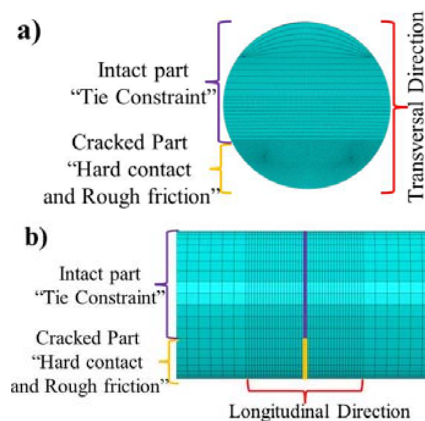 a)
Intact part
“Tie Constraint”
Cracked Part
“Hard contact
and Rough friction”
Transversal Direction
b)
Intact part
“Tie Constraint”
Cracked Part
“Hard contact
and Rough friction”
Longitudinal Direction